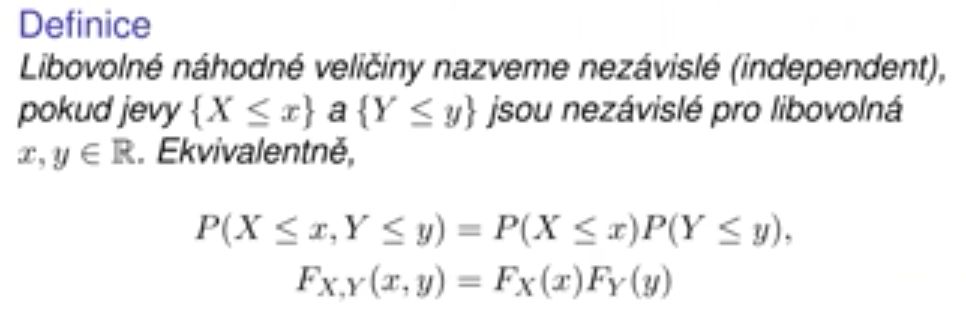 Definice
Libovolné náhodné veličiny nazveme nezávislé (independent),
pokud jevy {X ≤ x} a {Y ≤ y} jsou nezávislé pro libovolná
x, y ∈ ℝ. Ekvivalentně,
P(X ≤ x, Y ≤ y) = P(X ≤ x)P(Y ≤ y),
F_{X,Y}(x, y) = F_X(x)F_Y(y)